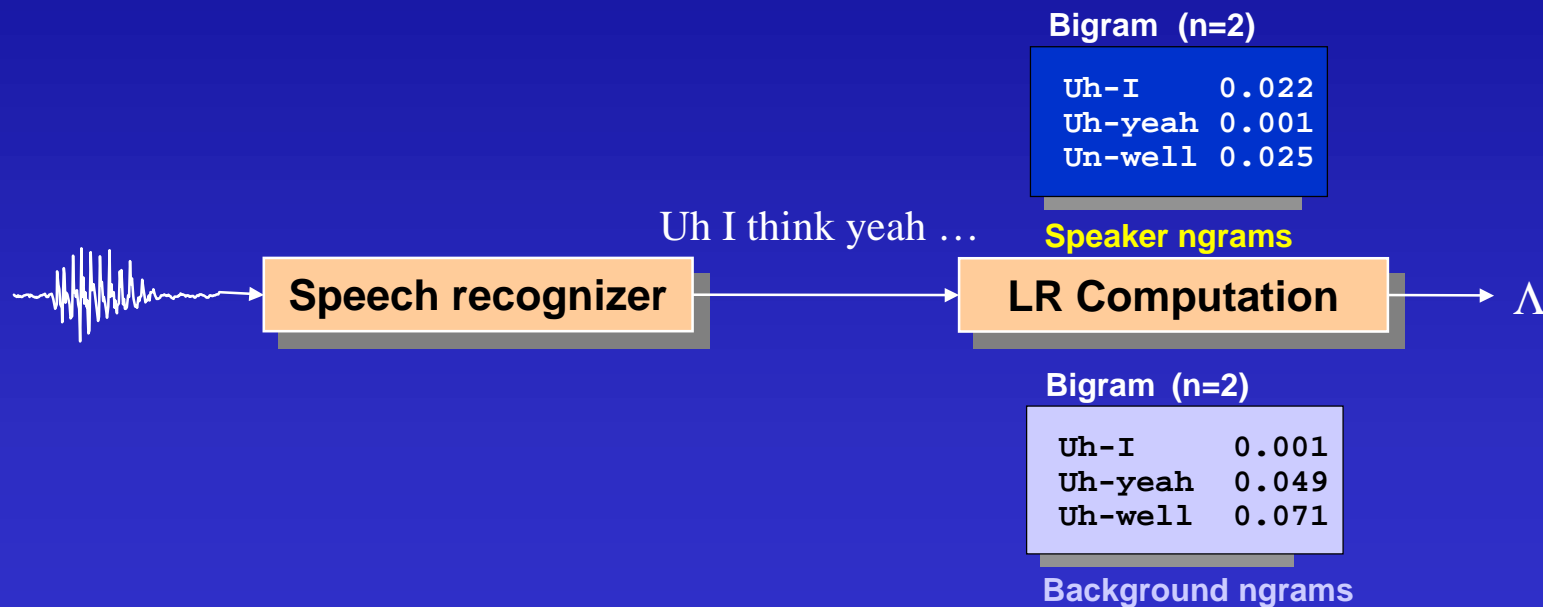 Bigram (n=2)
Uh-I 0.022
Uh-yeah 0.001
Un-well 0.025
Speaker ngrams
Uh I think yeah …
Speech recognizer
LR Computation
Λ
Bigram (n=2)
Uh-I 0.001
Uh-yeah 0.049
Uh-well 0.071
Background ngrams